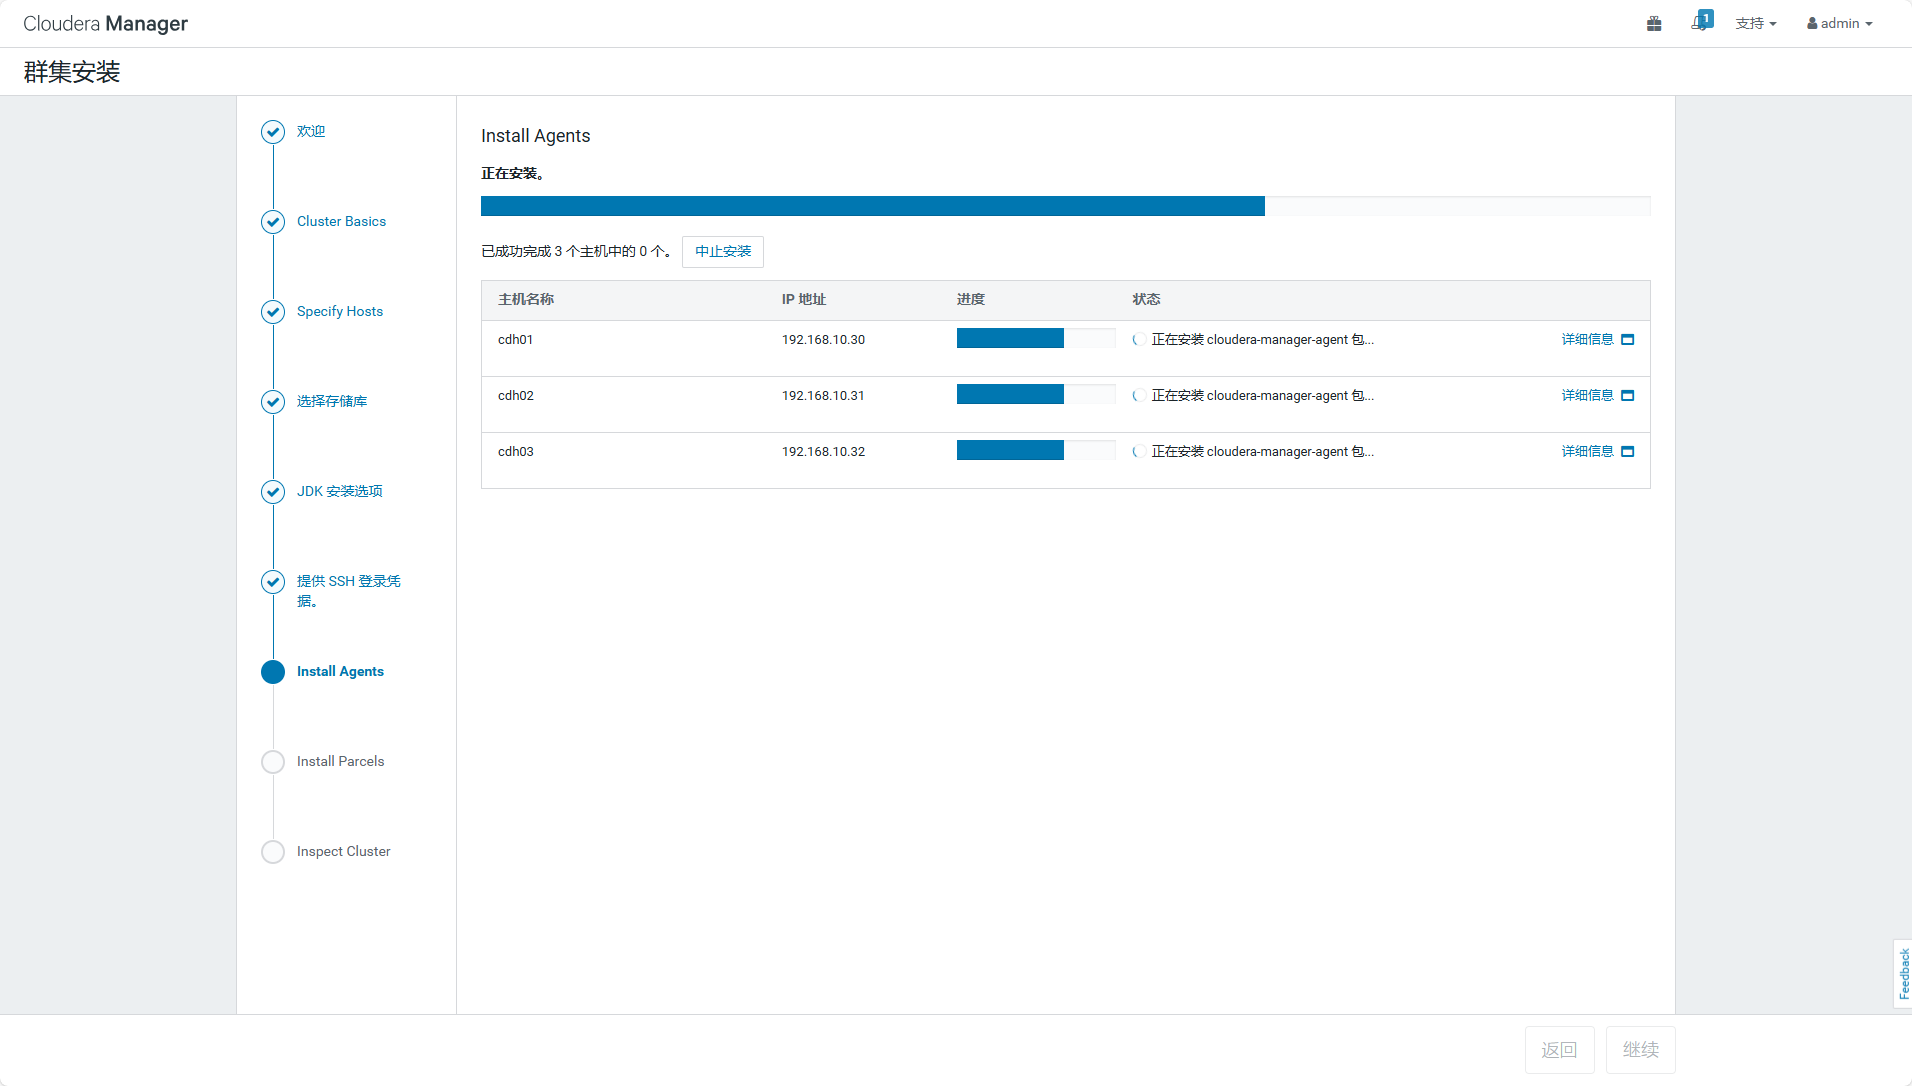 Cloudera Manager
1
支持
admin
群集安装
欢迎
Cluster Basics
Specify Hosts
选择存储库
JDK 安装选项
提供 SSH 登录凭
据。
Install Agents
Install Parcels
Inspect Cluster
Install Agents
正在安装。
已成功完成 3 个主机中的 0 个。 中止安装
主机名称 IP 地址 进度 状态
cdh01 192.168.10.30 正在安装 cloudera-manager-agent 包... 详细信息
cdh02 192.168.10.31 正在安装 cloudera-manager-agent 包... 详细信息
cdh03 192.168.10.32 正在安装 cloudera-manager-agent 包... 详细信息
Feedback
返回 继续